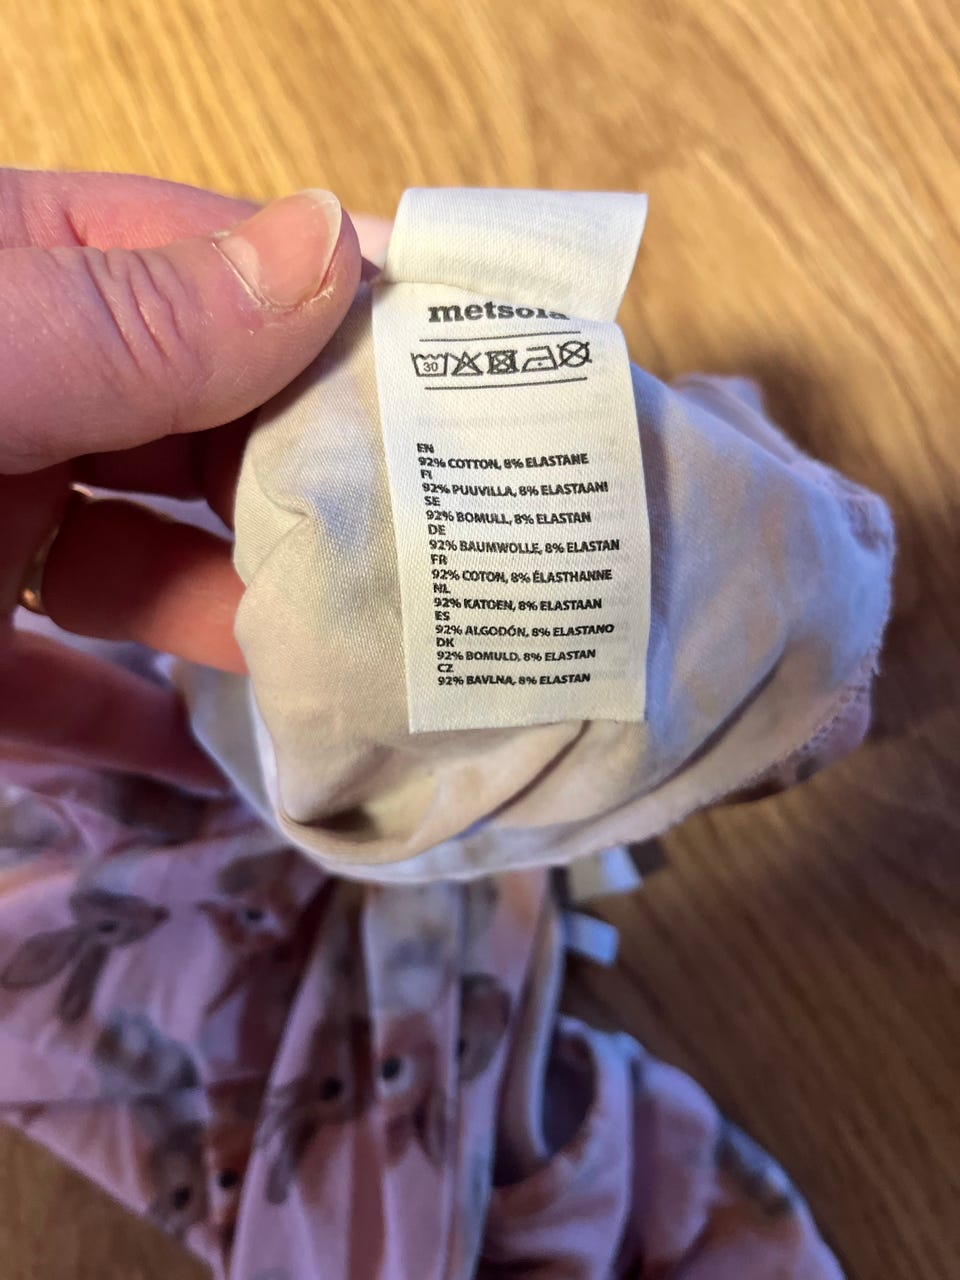 metsola
30
EN
92% COTTON, 8% ELASTANE
FI
92% PUUVILLA, 8% ELASTAANI
SE
92% BOMULL, 8% ELASTAN
DE
92% BAUMWOLLE, 8% ELASTAN
FR
92% COTON, 8% ÉLASTHANNE
NL
92% KATOEN, 8% ELASTAAN
ES
92% ALGODÓN, 8% ELASTANO
DK
92% BOMULD, 8% ELASTAN
CZ
92% BAVLNA, 8% ELASTAN